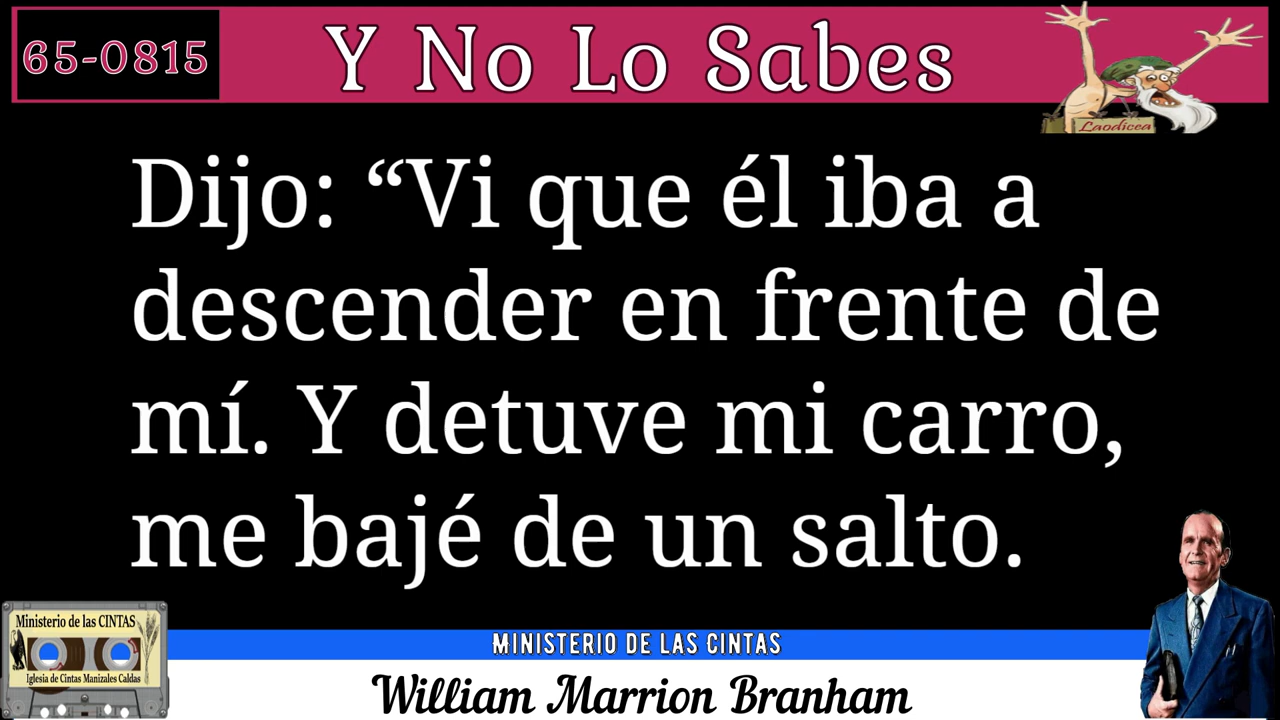 65-0815
Y No Lo Sabes
Laodicea
Dijo: “Vi que él iba a
descender en frente de
mí. Y detuve mi carro,
me bajé de un salto.
Ministerio de las CINTAS
Iglesia de Cintas Manizales Caldas
MINISTERIO DE LAS CINTAS
William Marrion Branham